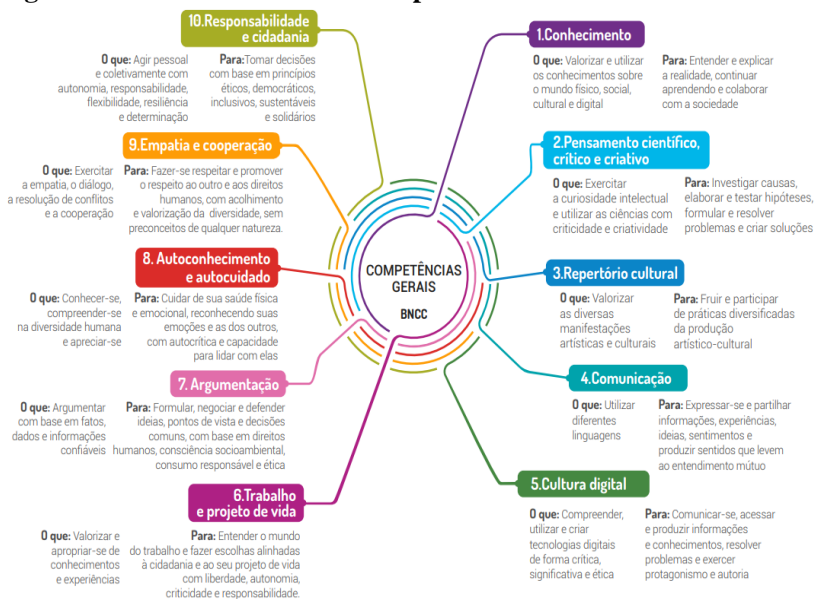 COMPETÊNCIAS
GERAIS
BNCC
1.Conhecimento
O que: Valorizar e utilizar
os conhecimentos sobre
o mundo físico, social,
cultural e digital
Para: Entender e explicar
a realidade, continuar
aprendendo e colaborar
com a sociedade
2.Pensamento científico,
crítico e criativo
O que: Exercitar
a curiosidade intelectual
e utilizar as ciências com
criticidade e criatividade
Para: Investigar causas,
elaborar e testar hipóteses,
formular e resolver
problemas e criar soluções
3.Repertório cultural
O que: Valorizar
as diversas
manifestações
artísticas e culturais
Para: Fruir e participar
de práticas diversificadas
da produção
artístico-cultural
4.Comunicação
O que: Utilizar
diferentes
linguagens
Para: Expressar-se e partilhar
informações, experiências,
ideias, sentimentos e
produzir sentidos que levem
ao entendimento mútuo
5.Cultura digital
O que: Compreender,
utilizar e criar
tecnologias digitais
de forma crítica,
significativa e ética
Para: Comunicar-se, acessar
e produzir informações
e conhecimentos, resolver
problemas e exercer
protagonismo e autoria
6.Trabalho
e projeto de vida
O que: Valorizar e
apropriar-se de
conhecimentos
e experiências
Para: Entender o mundo
do trabalho e fazer escolhas alinhadas
à cidadania e ao seu projeto de vida
com liberdade, autonomia,
criticidade e responsabilidade.
7. Argumentação
O que: Argumentar
com base em fatos,
dados e informações
confiáveis
Para: Formular, negociar e defender
ideias, pontos de vista e decisões
comuns, com base em direitos
humanos, consciência socioambiental,
consumo responsável e ética
8. Autoconhecimento
e autocuidado
O que: Conhecer-se,
compreender-se
na diversidade humana
e apreciar-se
Para: Cuidar de sua saúde física
e emocional, reconhecendo suas
emoções e as dos outros,
com autocrítica e capacidade
para lidar com elas
9.Empatia e cooperação
O que: Exercitar
a empatia, o diálogo,
a resolução de conflitos
e a cooperação
Para: Fazer-se respeitar e promover
o respeito ao outro e aos direitos
humanos, com acolhimento
e valorização da diversidade, sem
preconceitos de qualquer natureza.
10.Responsabilidade
e cidadania
O que: Agir pessoal
e coletivamente com
autonomia, responsabilidade,
flexibilidade, resiliência
e determinação
Para:Tomar decisões
com base em princípios
éticos, democráticos,
inclusivos, sustentáveis
e solidários